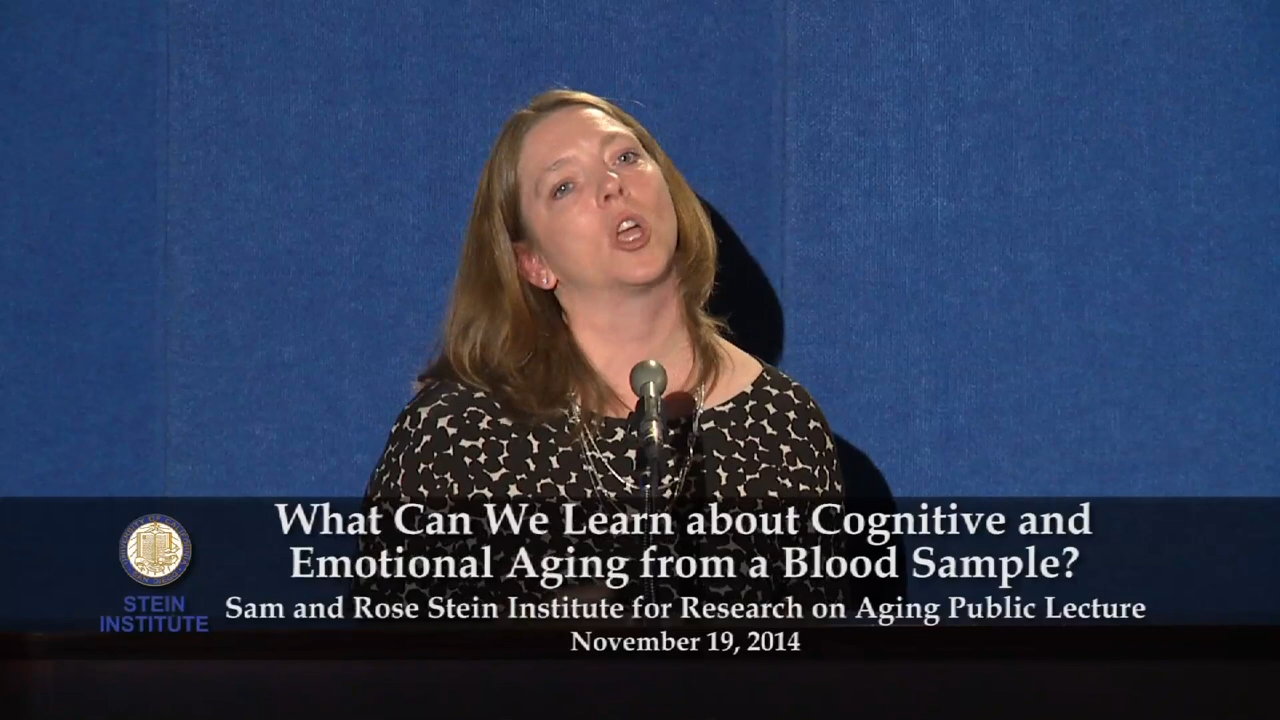 What Can We Learn about Cognitive and
Emotional Aging from a Blood Sample?
STEIN
INSTITUTE
Sam and Rose Stein Institute for Research on Aging Public Lecture
November 19, 2014